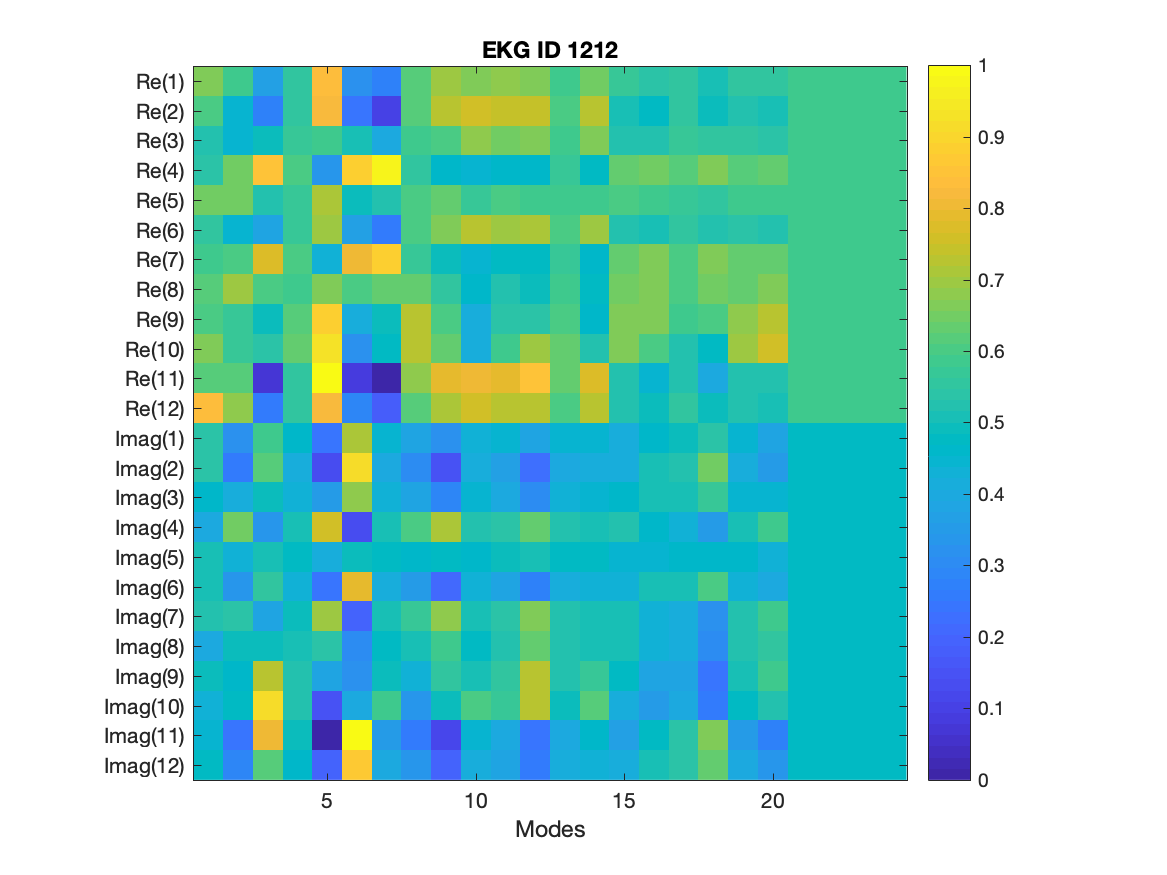 EKG ID 1212
Re(1)
Re(2)
Re(3)
Re(4)
Re(5)
Re(6)
Re(7)
Re(8)
Re(9)
Re(10)
Re(11)
Re(12)
Imag(1)
Imag(2)
Imag(3)
Imag(4)
Imag(5)
Imag(6)
Imag(7)
Imag(8)
Imag(9)
Imag(10)
Imag(11)
Imag(12)
5 10 15 20
Modes
1
0.9
0.8
0.7
0.6
0.5
0.4
0.3
0.2
0.1
0